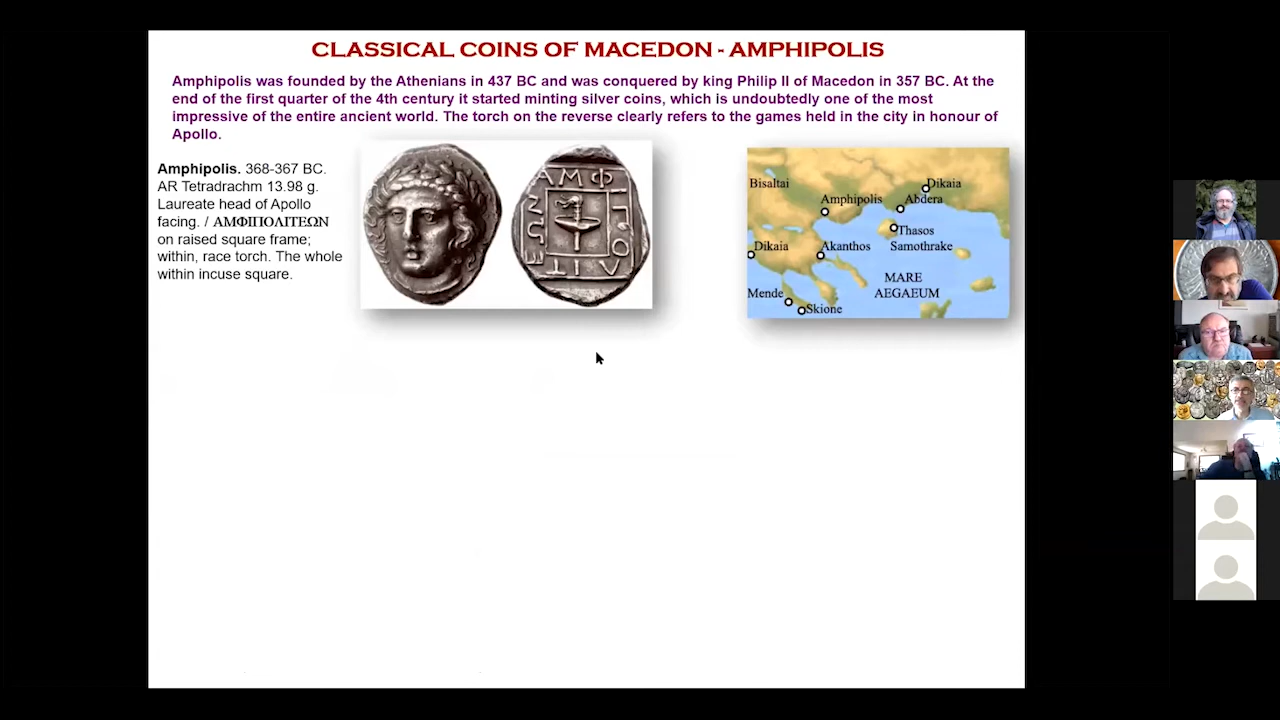 CLASSICAL COINS OF MACEDON - AMPHIPOLIS
Amphipolis was founded by the Athenians in 437 BC and was conquered by king Philip II of Macedon in 357 BC. At the
end of the first quarter of the 4th century it started minting silver coins, which is undoubtedly one of the most
impressive of the entire ancient world. The torch on the reverse clearly refers to the games held in the city in honour of
Apollo.
Amphipolis. 368-367 BC.
AR Tetradrachm 13.98 g.
Laureate head of Apollo
facing. / ΑΜΦΙΠΟΛΙΤΕΩΝ
on raised square frame;
within, race torch. The whole
within incuse square.
Bisaltai
Dikaia
Amphipolis
Abdera
Thasos
Dikaia
Akanthos
Samothrake
MARE
AEGAEUM
Mende
Skione